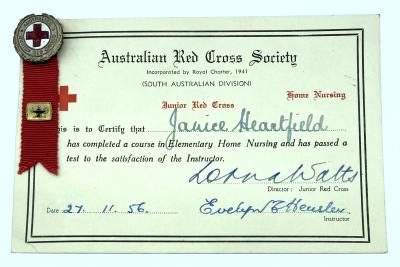 Australian Red Cross Society
Incorporated by Royal Charter, 1941
(SOUTH AUSTRALIAN DIVISION)
Home Nursing
Junior Red Cross
his is to Certify that Janice Heartfield
has completed a course in Elementary Home Nursing and has passed a
test to the satisfaction of the Instructor.
Lorna Watts
Director: Junior Red Cross
Date 27. 11. 56. Evelyn E Hensler.
Instructor